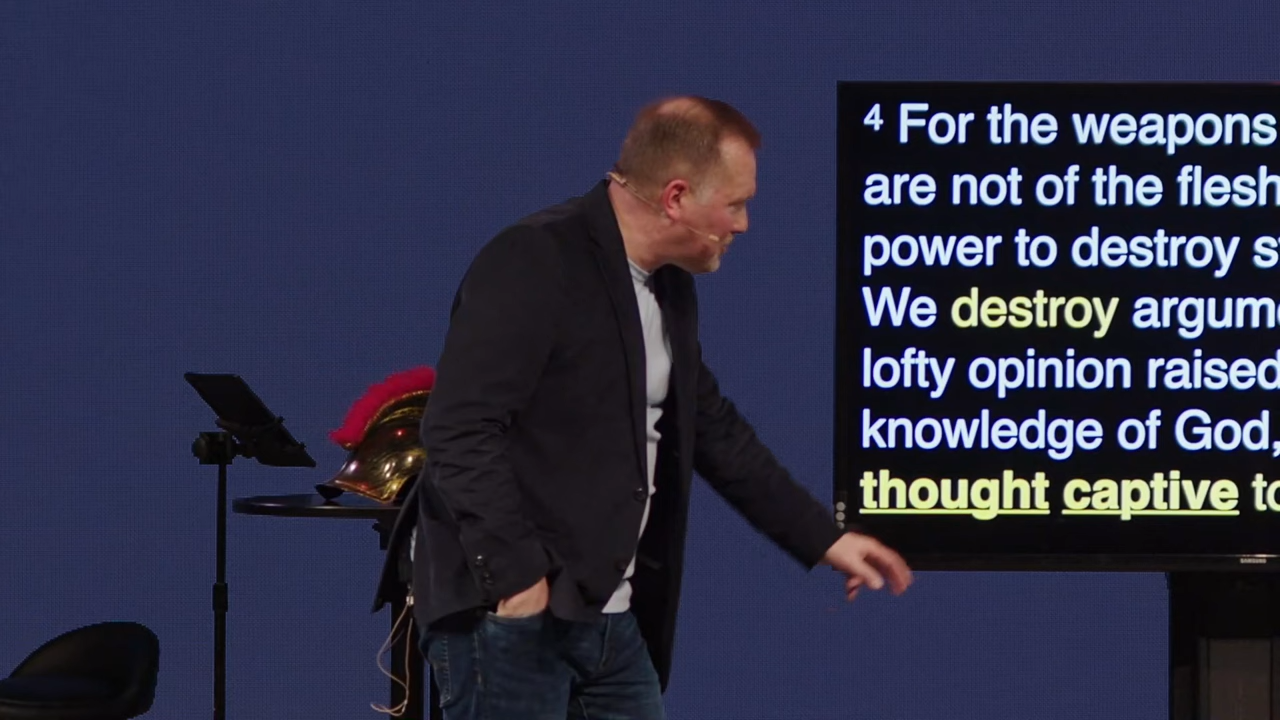 4 For the weapons
are not of the flesh
power to destroy s
We destroy argume
lofty opinion raised
knowledge of God,
thought captive to
SAMSUNG